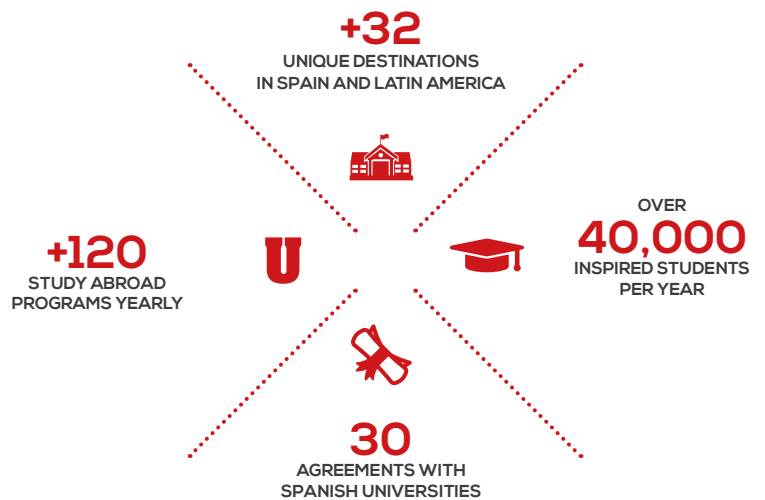 +32
UNIQUE DESTINATIONS
IN SPAIN AND LATIN AMERICA
+120
STUDY ABROAD
PROGRAMS YEARLY
U
OVER
40,000
INSPIRED STUDENTS
PER YEAR
30
AGREEMENTS WITH
SPANISH UNIVERSITIES